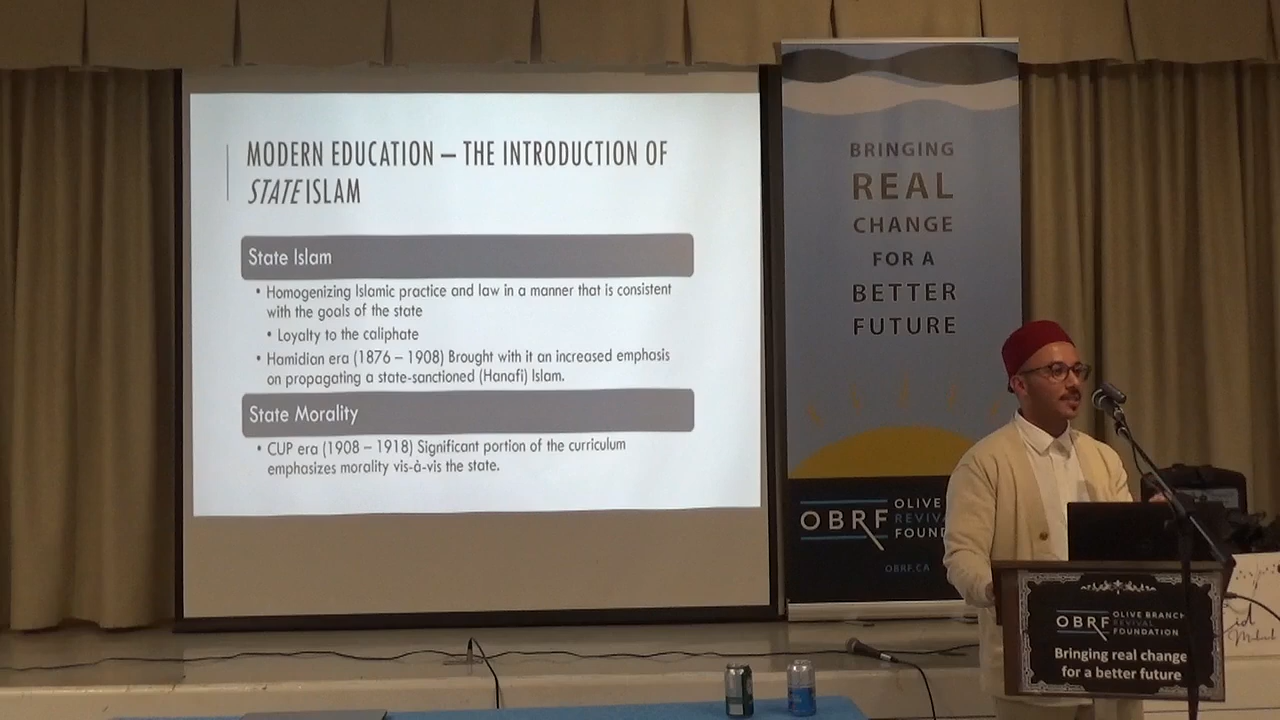 MODERN EDUCATION – THE INTRODUCTION OF
STATE ISLAM
State Islam
• Homogenizing Islamic practice and law in a manner that is consistent
with the goals of the state
• Loyalty to the caliphate
• Hamidian era (1876 – 1908) Brought with it an increased emphasis
on propagating a state-sanctioned (Hanafi) Islam.
State Morality
• CUP era (1908 – 1918) Significant portion of the curriculum
emphasizes morality vis-à-vis the state.
BRINGING
REAL
CHANGE
FOR A
BETTER
FUTURE
OBRF
OLIVE
REVIVA
FOUND
OBRF.CA
OBRF
OLIVE BRANCH
REVIVAL
FOUNDATION
Bringing real change
for a better future